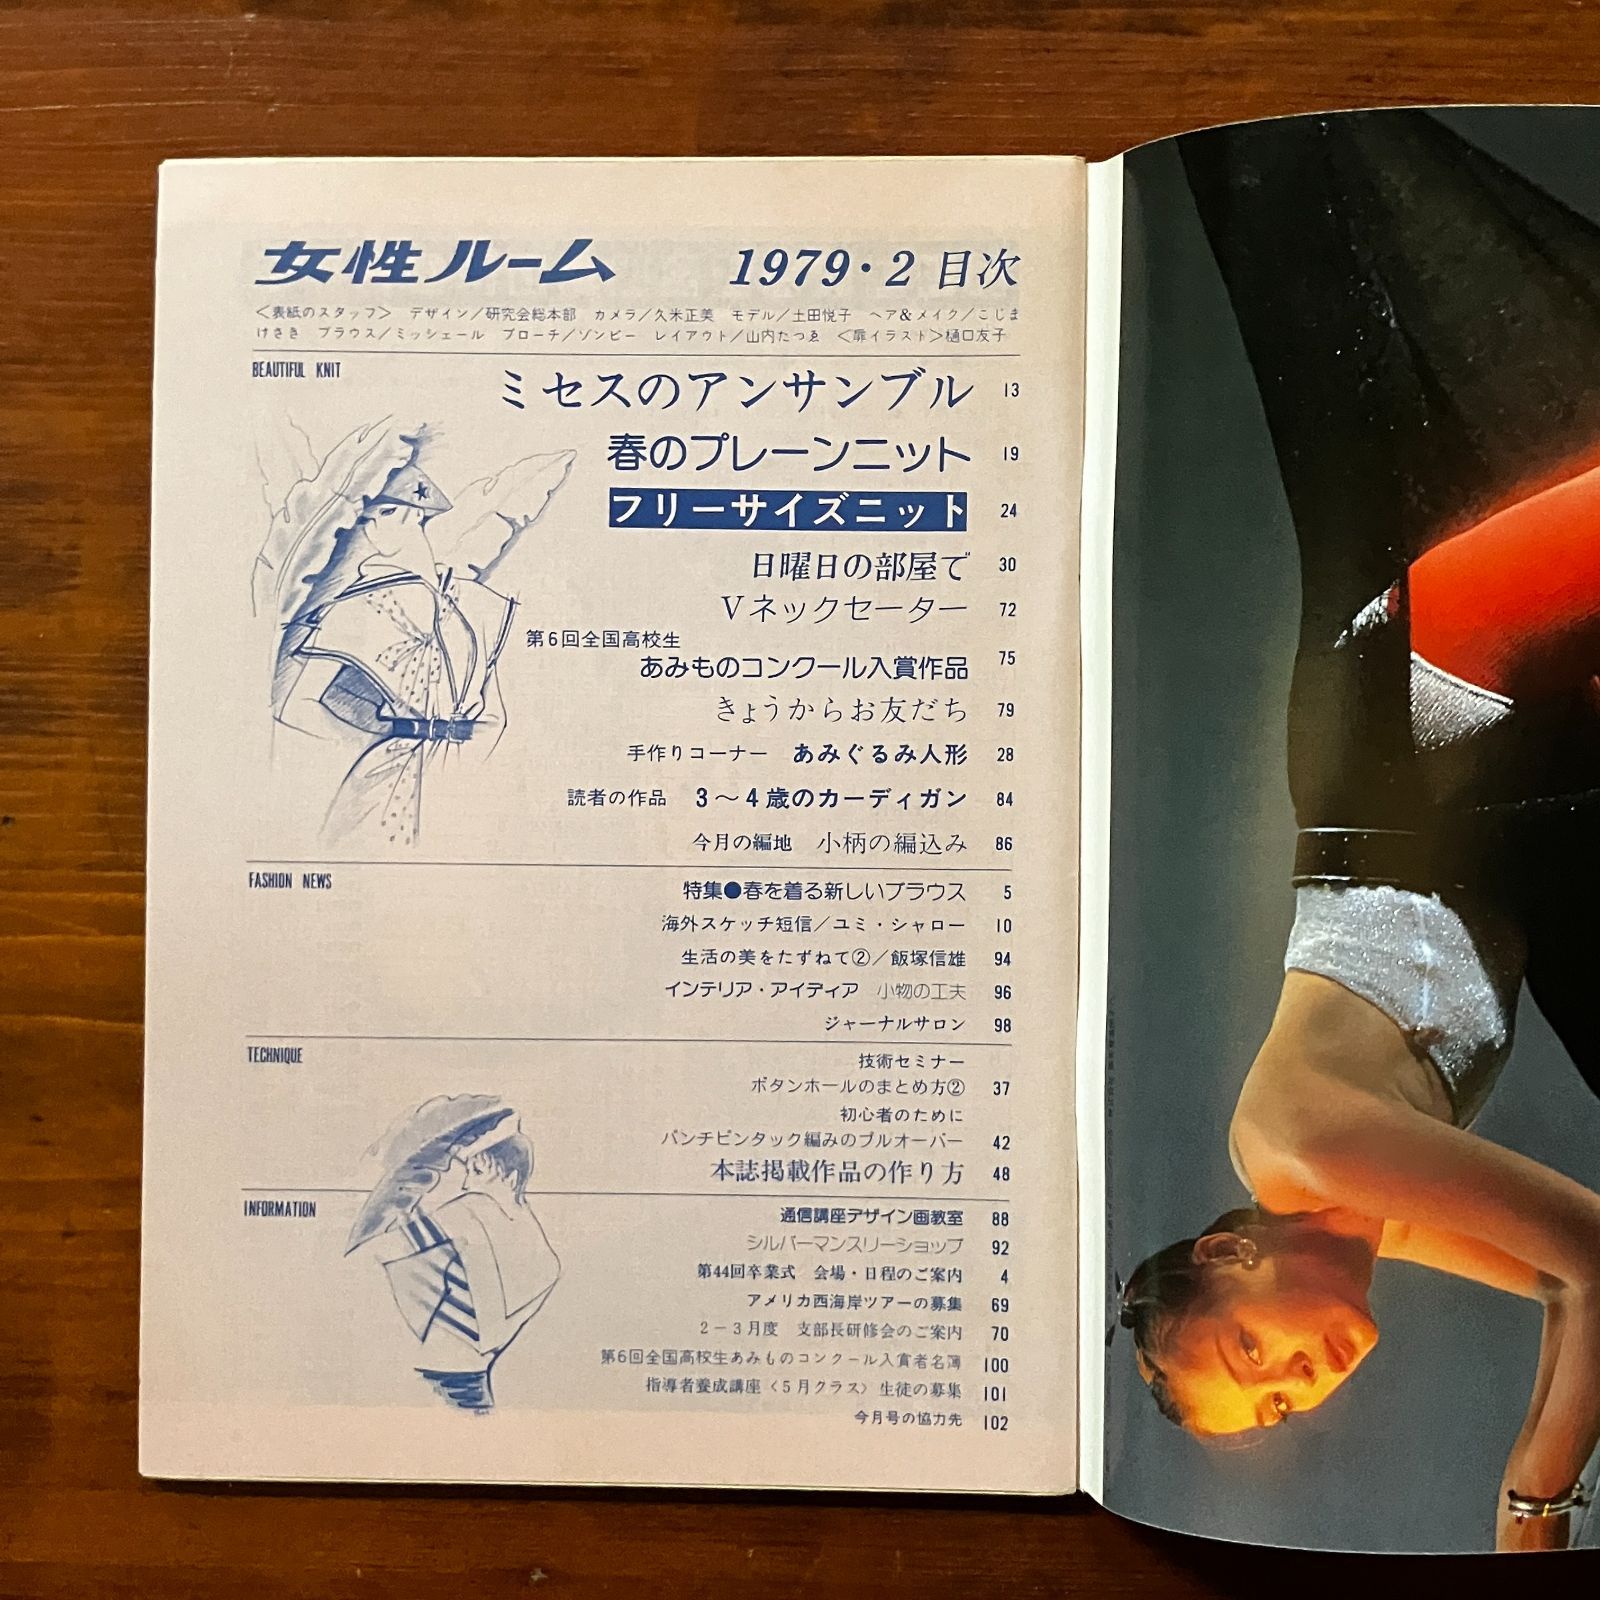 女性ルーム 1979・2 目次
＜表紙のスタッフ＞ デザイン／研究会総本部 カメラ／久米正美 モデル／土田悦子 ヘア&メイク／こじま
けさき ブラウス／ミッシェール ブローチ／ゾンビー レイアウト／山内たつゑ ＜扉イラスト＞樋口友子
BEAUTIFUL KNIT
ミセスのアンサンブル 13
春のプレーンニット 19
フリーサイズニット 24
日曜日の部屋で 30
Vネックセーター 72
第6回全国高校生
あみものコンクール入賞作品 75
きょうからお友だち 79
手作りコーナー あみぐるみ人形 28
読者の作品 3～4歳のカーディガン 84
今月の編地 小柄の編込み 86
FASHION NEWS
特集●春を着る新しいブラウス 5
海外スケッチ短信／ユミ・シャロー 10
生活の美をたずねて②／飯塚信雄 94
インテリア・アイディア 小物の工夫 96
ジャーナルサロン 98
TECHNIQUE
技術セミナー
ボタンホールのまとめ方② 37
初心者のために
パンチピンタック編みのプルオーバー 42
本誌掲載作品の作り方 48
INFORMATION
通信講座デザイン画教室 88
シルバーマンスリーショップ 92
第44回卒業式 会場・日程のご案内 4
アメリカ西海岸ツアーの募集 69
2－3月度 支部長研修会のご案内 70
第6回全国高校生あみものコンクール入賞者名簿 100
指導者養成講座〈5月クラス〉生徒の募集 101
今月号の協力先 102